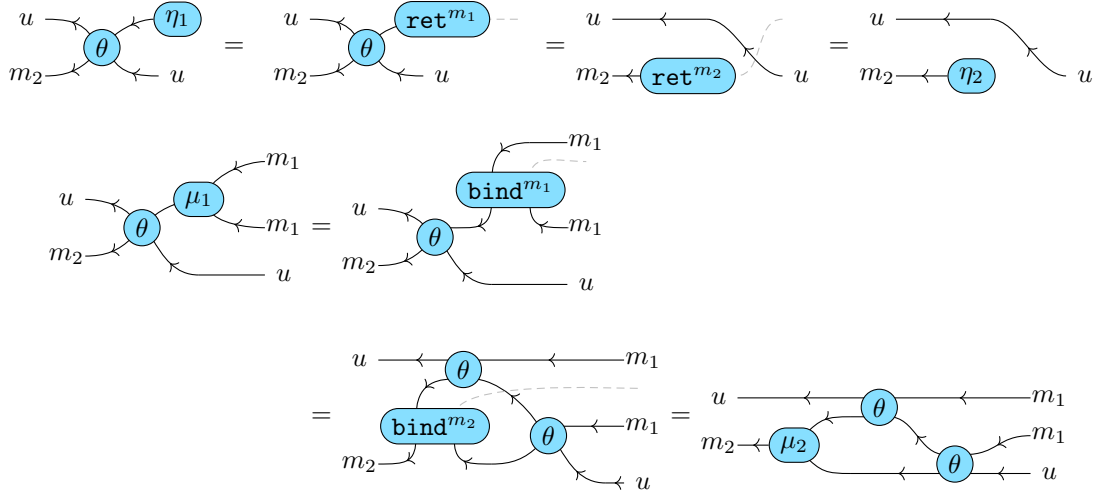 u θ η₁ = u θ ret^{m₁} = u = u
m₂ u m₂ u m₂ ret^{m₂} u m₂ η₂ u
m₁ m₁
u μ₁ bind^{m₁}
θ m₁ = u θ m₁
m₂ u m₂ u
u θ m₁
= bind^{m₂} θ m₁ = u θ m₁
m₂ u m₂ μ₂ θ m₁
u